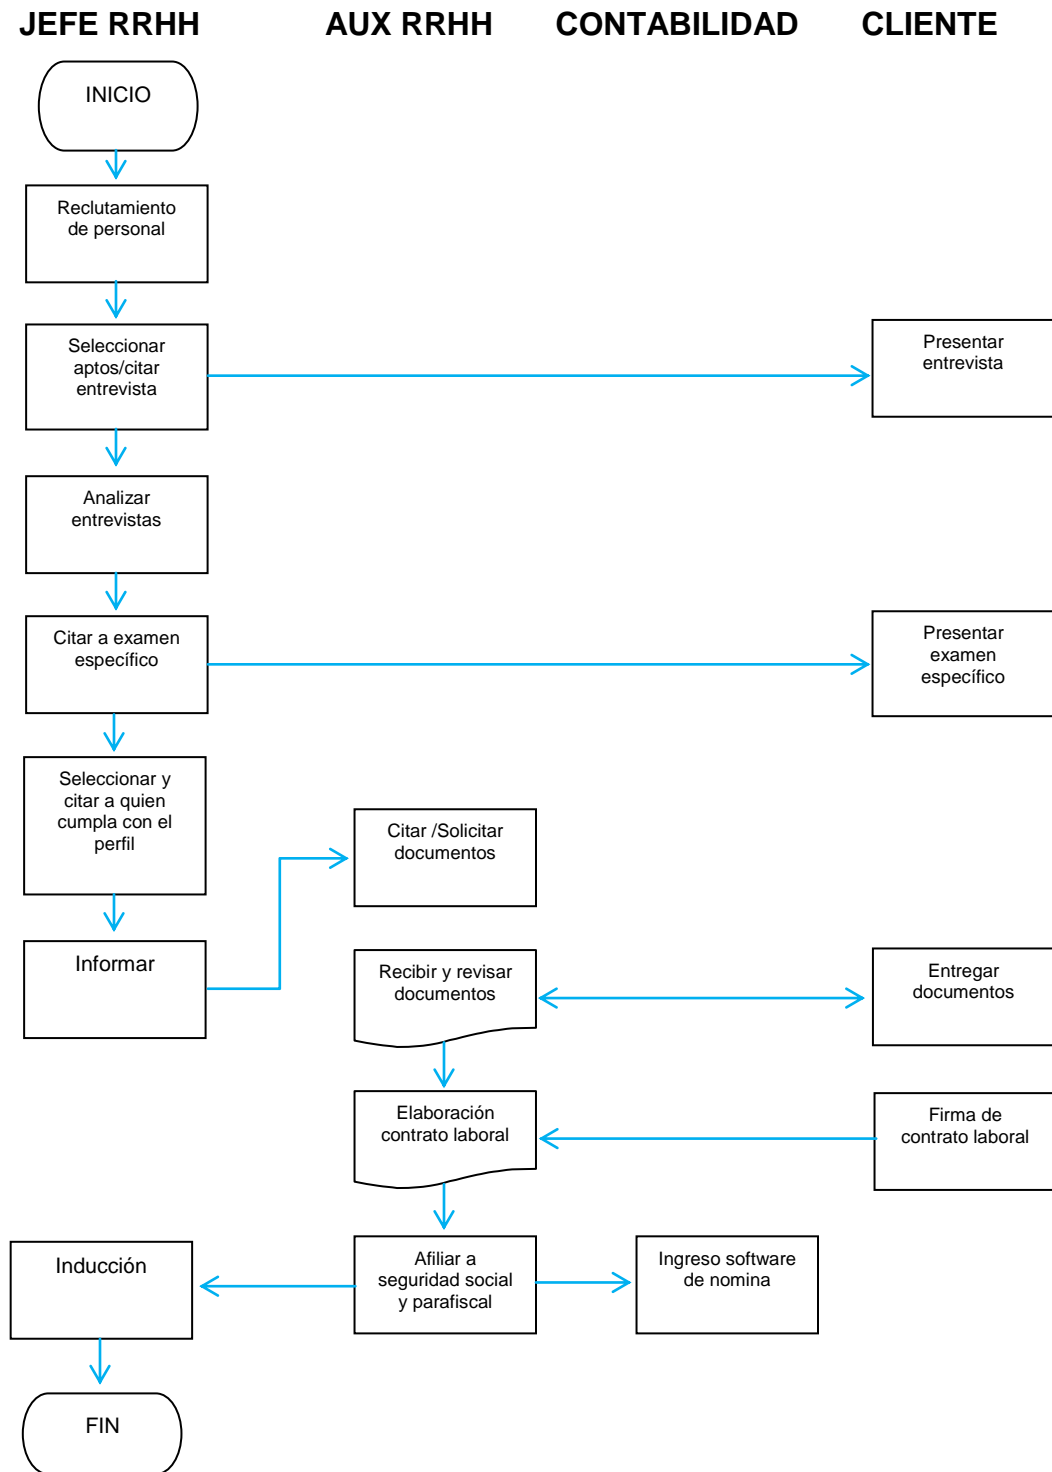 JEFE RRHH
AUX RRHH
CONTABILIDAD
CLIENTE
INICIO
Reclutamiento
de personal
Seleccionar
aptos/citar
entrevista
Presentar
entrevista
Analizar
entrevistas
Citar a examen
específico
Presentar
examen
específico
Seleccionar y
citar a quien
cumpla con el
perfil
Citar /Solicitar
documentos
Informar
Recibir y revisar
documentos
Entregar
documentos
Elaboración
contrato laboral
Firma de
contrato laboral
Inducción
Afiliar a
seguridad social
y parafiscal
Ingreso software
de nomina
FIN